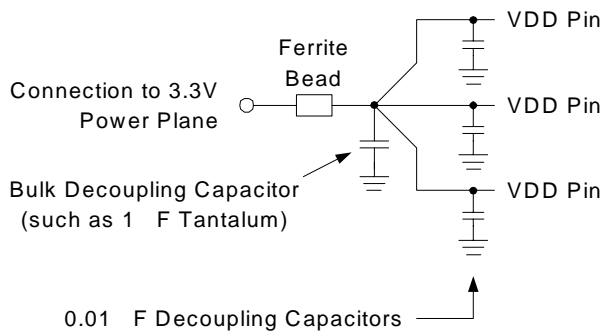 Ferrite
Bead
Connection to 3.3V
Power Plane
VDD Pin
VDD Pin
VDD Pin
Bulk Decoupling Capacitor
(such as 1 F Tantalum)
0.01 F Decoupling Capacitors